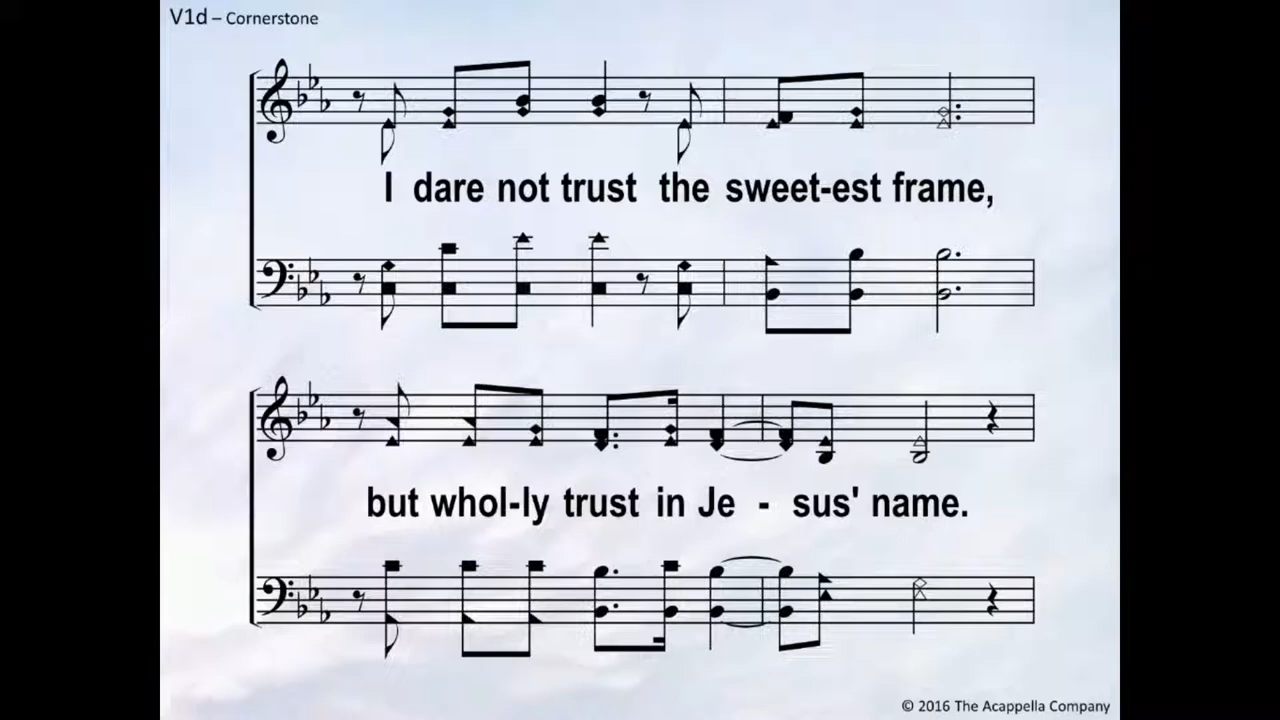 V1d – Cornerstone
I dare not trust the sweet-est frame,
but whol-ly trust in Je - sus' name.
© 2016 The Acappella Company